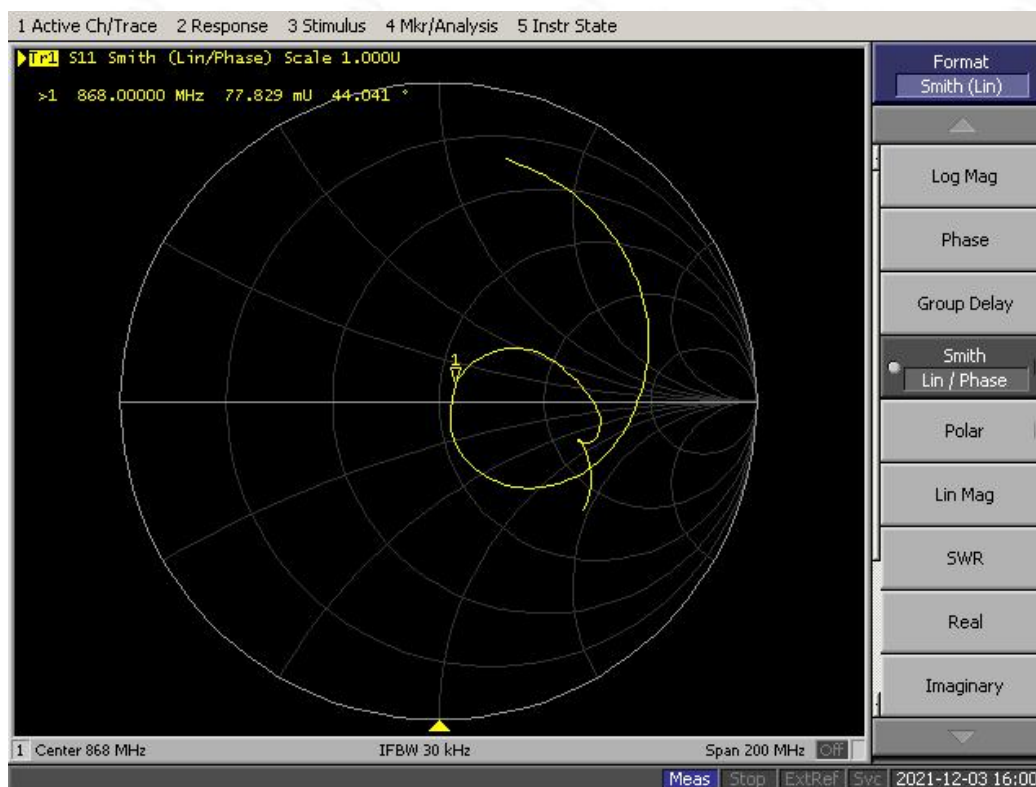 1 Active Ch/Trace 2 Response 3 Stimulus 4 Mkr/Analysis 5 Instr State
Tr1 S11 Smith (Lin/Phase) Scale 1.000U
>1 868.00000 MHz 77.829 mU 44.041 °
1
Format
Smith (Lin)
Log Mag
Phase
Group Delay
Smith
Lin / Phase
Polar
Lin Mag
SWR
Real
Imaginary
1 Center 868 MHz IFBW 30 kHz Span 200 MHz Off
Meas Stop ExtRef Svc 2021-12-03 16:00